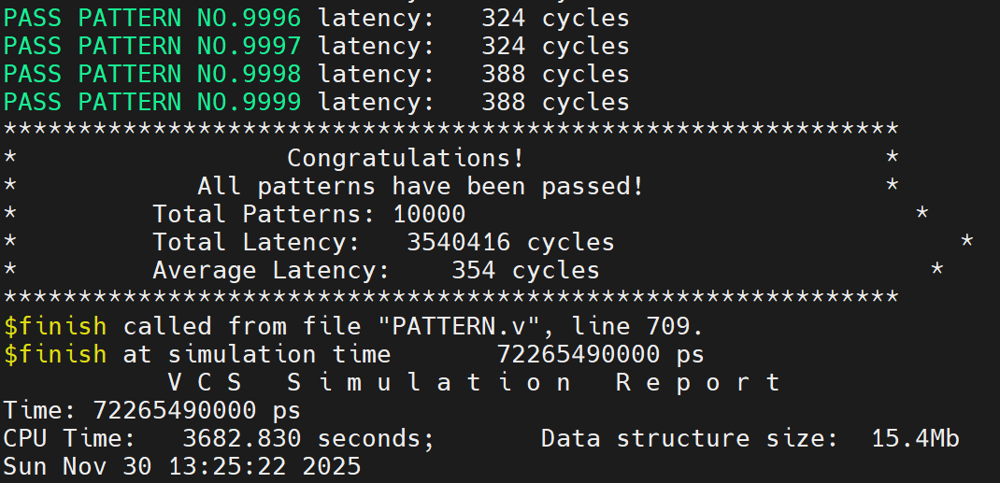 PASS PATTERN NO.9996 latency:   324 cycles
PASS PATTERN NO.9997 latency:   324 cycles
PASS PATTERN NO.9998 latency:   388 cycles
PASS PATTERN NO.9999 latency:   388 cycles
************************************************************
*                  Congratulations!                        *
*            All patterns have been passed!                *
*         Total Patterns: 10000                              *
*         Total Latency:   3540416 cycles                       *
*         Average Latency:    354 cycles                      *
************************************************************
$finish called from file "PATTERN.v", line 709.
$finish at simulation time       72265490000 ps
           V C S   S i m u l a t i o n   R e p o r t
Time: 72265490000 ps
CPU Time:   3682.830 seconds;       Data structure size:  15.4Mb
Sun Nov 30 13:25:22 2025